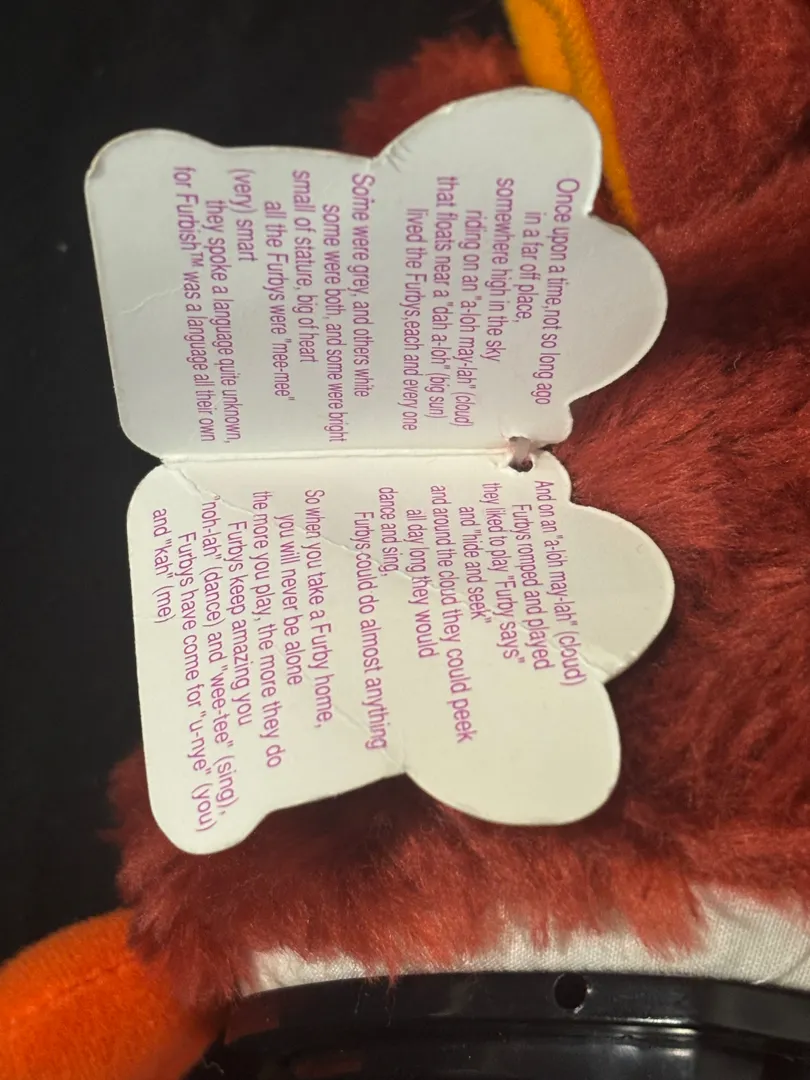 Once upon a time,not so long ago
in a far off place,
somewhere high in the sky
riding on an "a-loh may-lah" (cloud)
that floats near a "dah a-loh" (big sun)
lived the Furbys,each and every one
Some were grey, and others white
some were both, and some were bright
small of stature, big of heart
all the Furbys were "mee-mee"
(very) smart
they spoke a language quite unknown,
for Furbish™ was a language all their own
And on an "a-loh may-lah" (cloud)
Furbys romped and played
they liked to play "Furby says"
and "hide and seek"
and around the cloud they could peek
all day long they would
dance and sing,
Furbys could do almost anything
So when you take a Furby home,
you will never be alone
the more you play, the more they do
Furbys keep amazing you
"noh-lah" (dance) and "wee-tee" (sing),
Furbys have come for "u-nye" (you)
and "kah" (me)